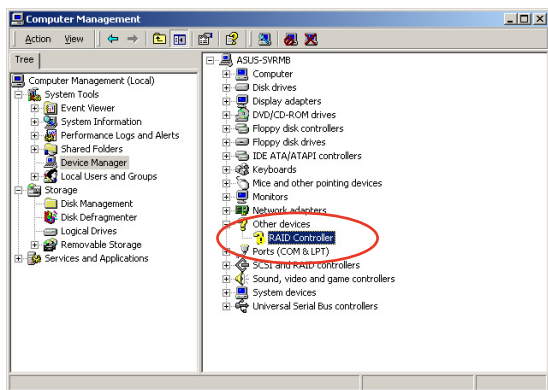 Computer Management
Action View
Tree
Computer Management (Local)
System Tools
Event Viewer
System Information
Performance Logs and Alerts
Shared Folders
Device Manager
Local Users and Groups
Storage
Disk Management
Disk Defragmenter
Logical Drives
Removable Storage
Services and Applications
ASUS-SVRMB
Computer
Disk drives
Display adapters
DVD/CD-ROM drives
Floppy disk controllers
Floppy disk drives
IDE ATA/ATAPI controllers
Keyboards
Mice and other pointing devices
Monitors
Network adapters
Other devices
RAID Controller
Ports (COM & LPT)
SCSI and RAID controllers
Sound, video and game controllers
System devices
Universal Serial Bus controllers